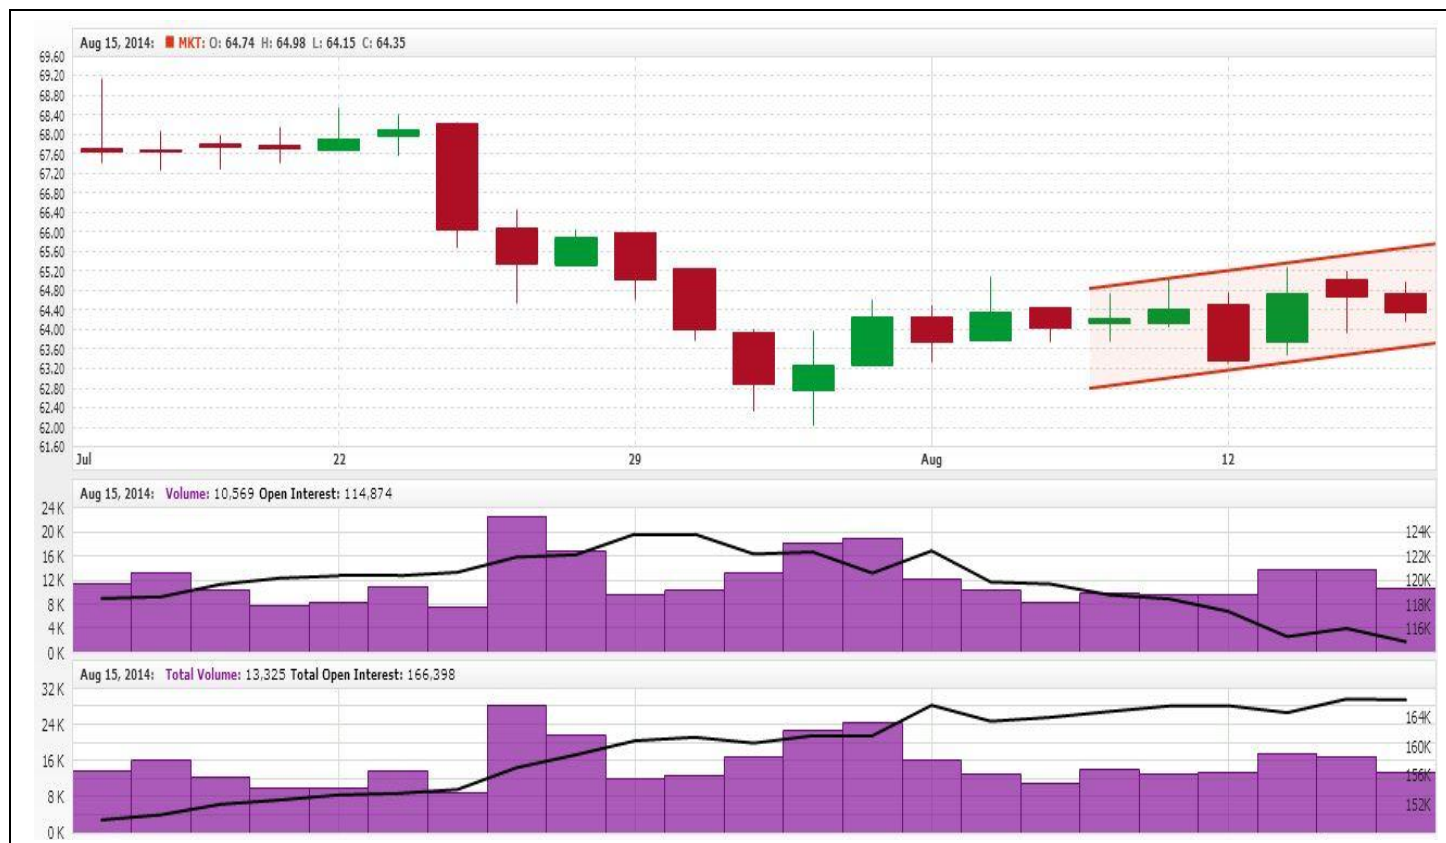 Aug 15, 2014: MKT: O: 64.74 H: 64.98 L: 64.15 C: 64.35
69.60
69.20
68.80
68.40
68.00
67.60
67.20
66.80
66.40
66.00
65.60
65.20
64.80
64.40
64.00
63.60
63.20
62.80
62.40
62.00
61.60
Jul 22 29 Aug 12
Aug 15, 2014: Volume: 10,569 Open Interest: 114,874
24K
20K 124K
16K 122K
12K 120K
8K 118K
4K 116K
0K
Aug 15, 2014: Total Volume: 13,325 Total Open Interest: 166,398
32K
24K 164K
16K 160K
8K 156K
0K 152K